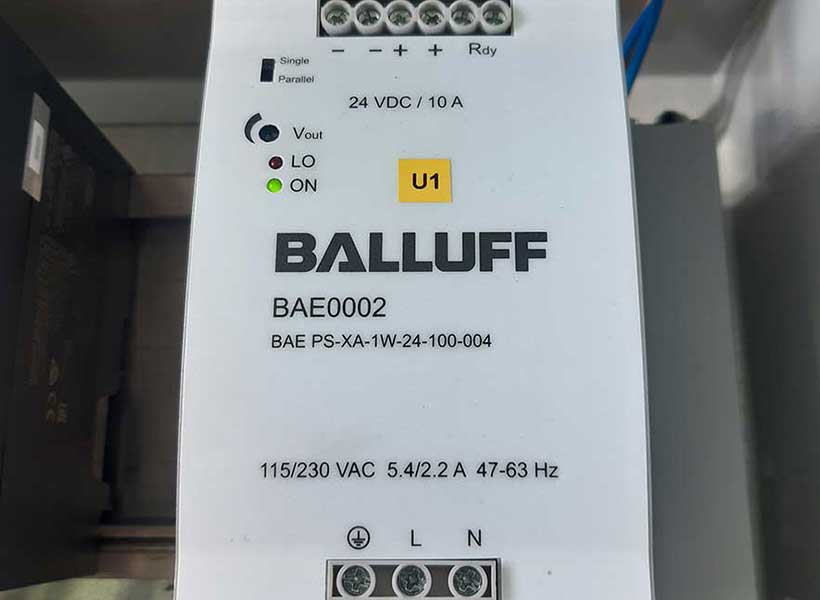 − − + + Rdy
Single
Parallel
24 VDC / 10 A
Vout
LO
ON
U1
BALLUFF
BAE0002
BAE PS-XA-1W-24-100-004
115/230 VAC 5.4/2.2 A 47-63 Hz
L N